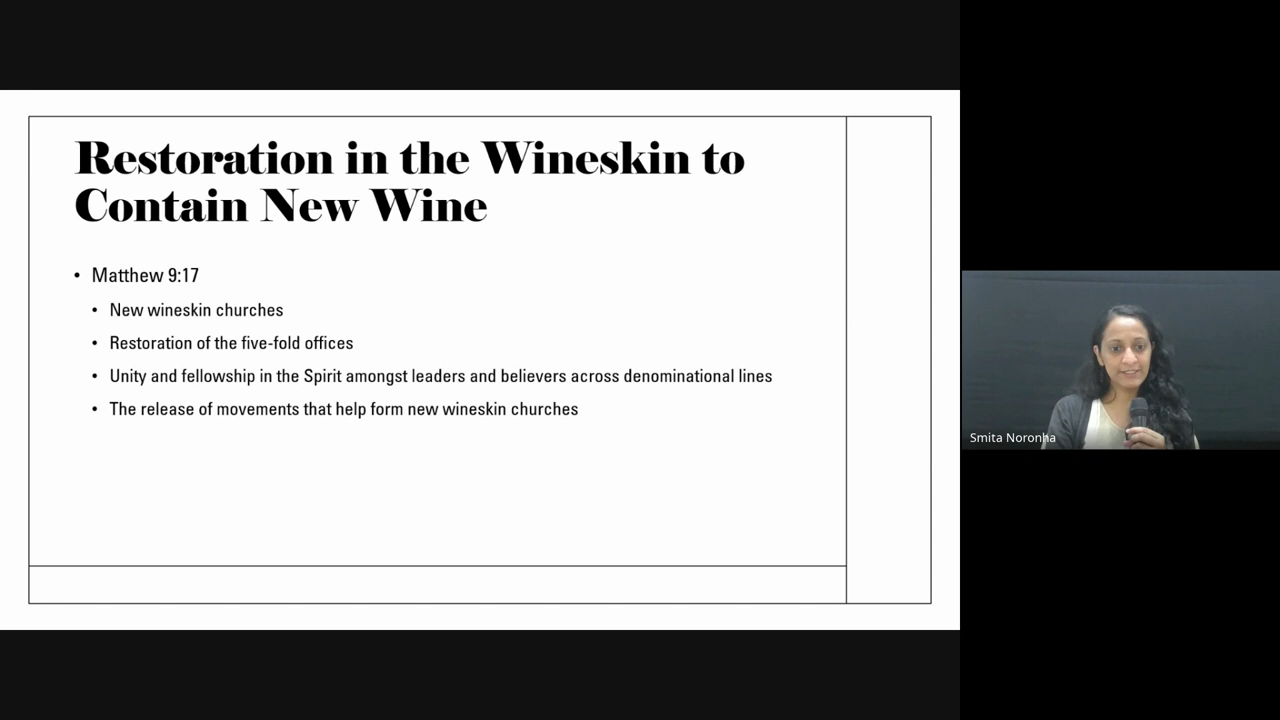 Restoration in the Wineskin to
Contain New Wine
• Matthew 9:17
• New wineskin churches
• Restoration of the five-fold offices
• Unity and fellowship in the Spirit amongst leaders and believers across denominational lines
• The release of movements that help form new wineskin churches
Smita Noronha